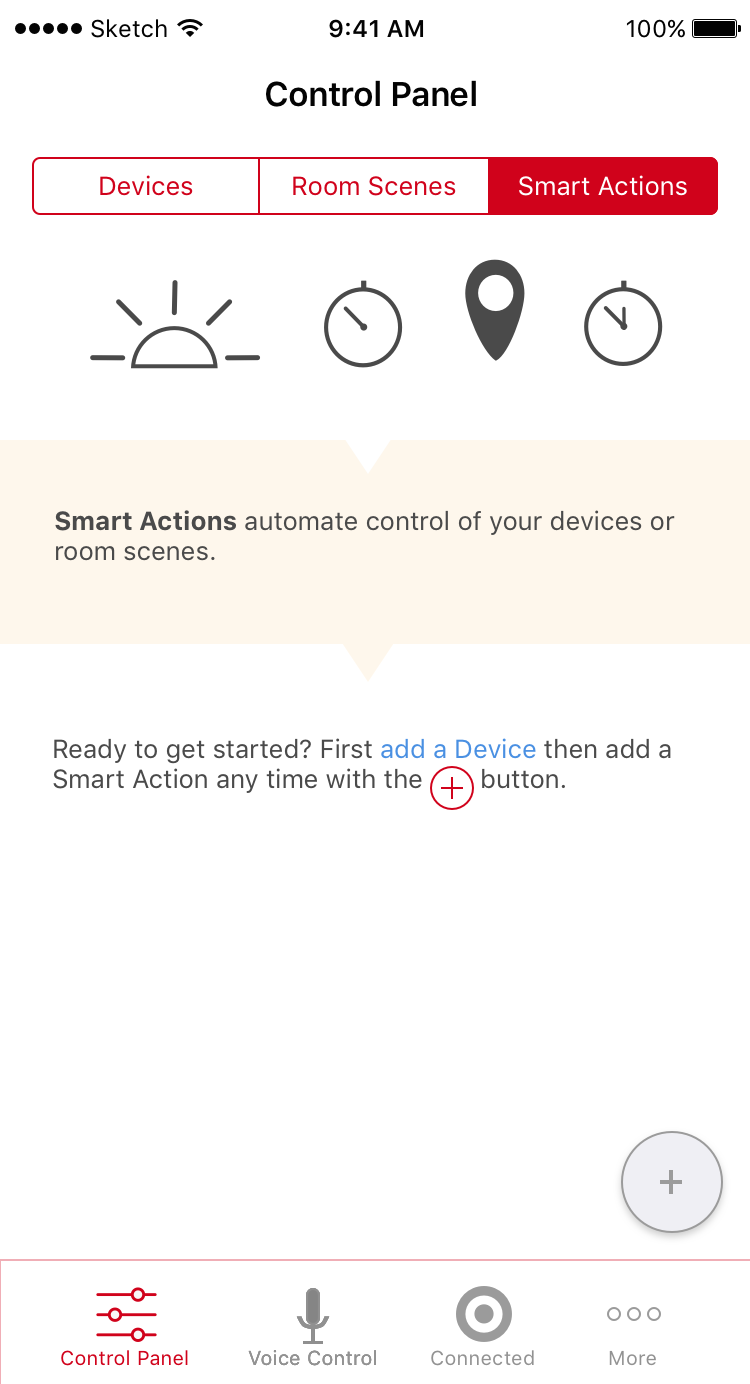 Sketch 9:41 AM 100%
Control Panel
Devices Room Scenes Smart Actions
Smart Actions automate control of your devices or
room scenes.
Ready to get started? First add a Device then add a
Smart Action any time with the + button.
+
Control Panel Voice Control Connected More